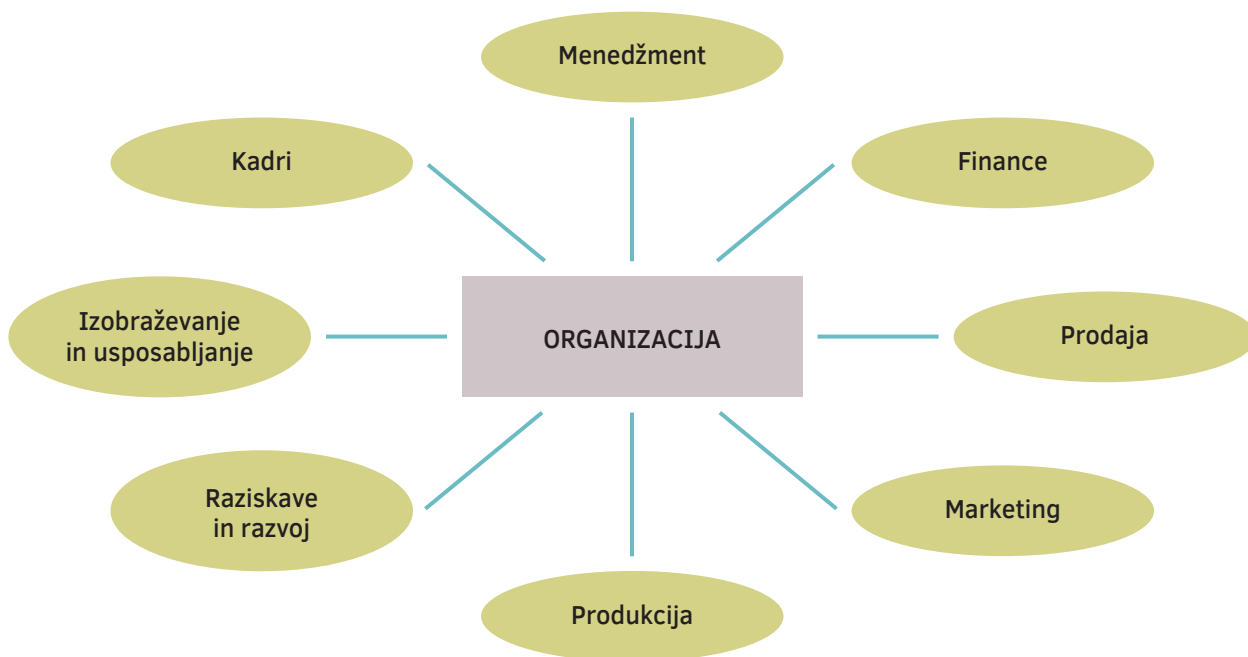 Menedžment
Kadri
Finance
Izobraževanje
in usposabljanje
ORGANIZACIJA
Prodaja
Raziskave
in razvoj
Marketing
Produkcija